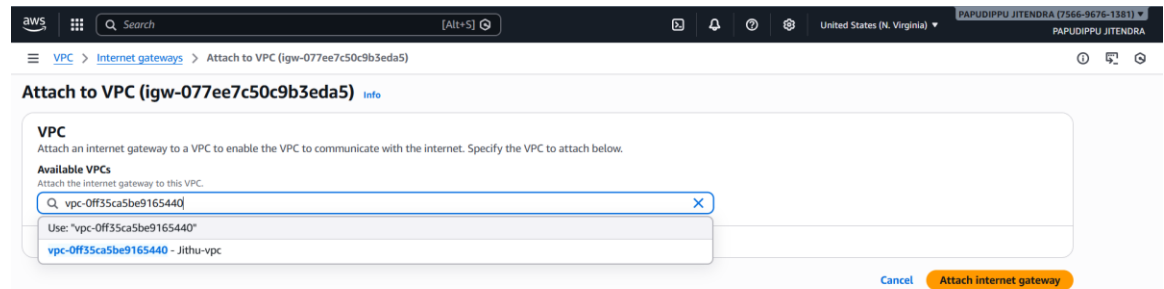 aws
Search [Alt+S]
United States (N. Virginia) ▼
PAPUDIPPU JITENDRA (7566-9676-1381) ▼
PAPUDIPPU JITENDRA
VPC > Internet gateways > Attach to VPC (igw-077ee7c50c9b3eda5)
Attach to VPC (igw-077ee7c50c9b3eda5) Info
VPC
Attach an internet gateway to a VPC to enable the VPC to communicate with the internet. Specify the VPC to attach below.
Available VPCs
Attach the internet gateway to this VPC.
vpc-0ff35ca5be9165440
Use: "vpc-0ff35ca5be9165440"
vpc-0ff35ca5be9165440 - Jithu-vpc
Cancel Attach internet gateway